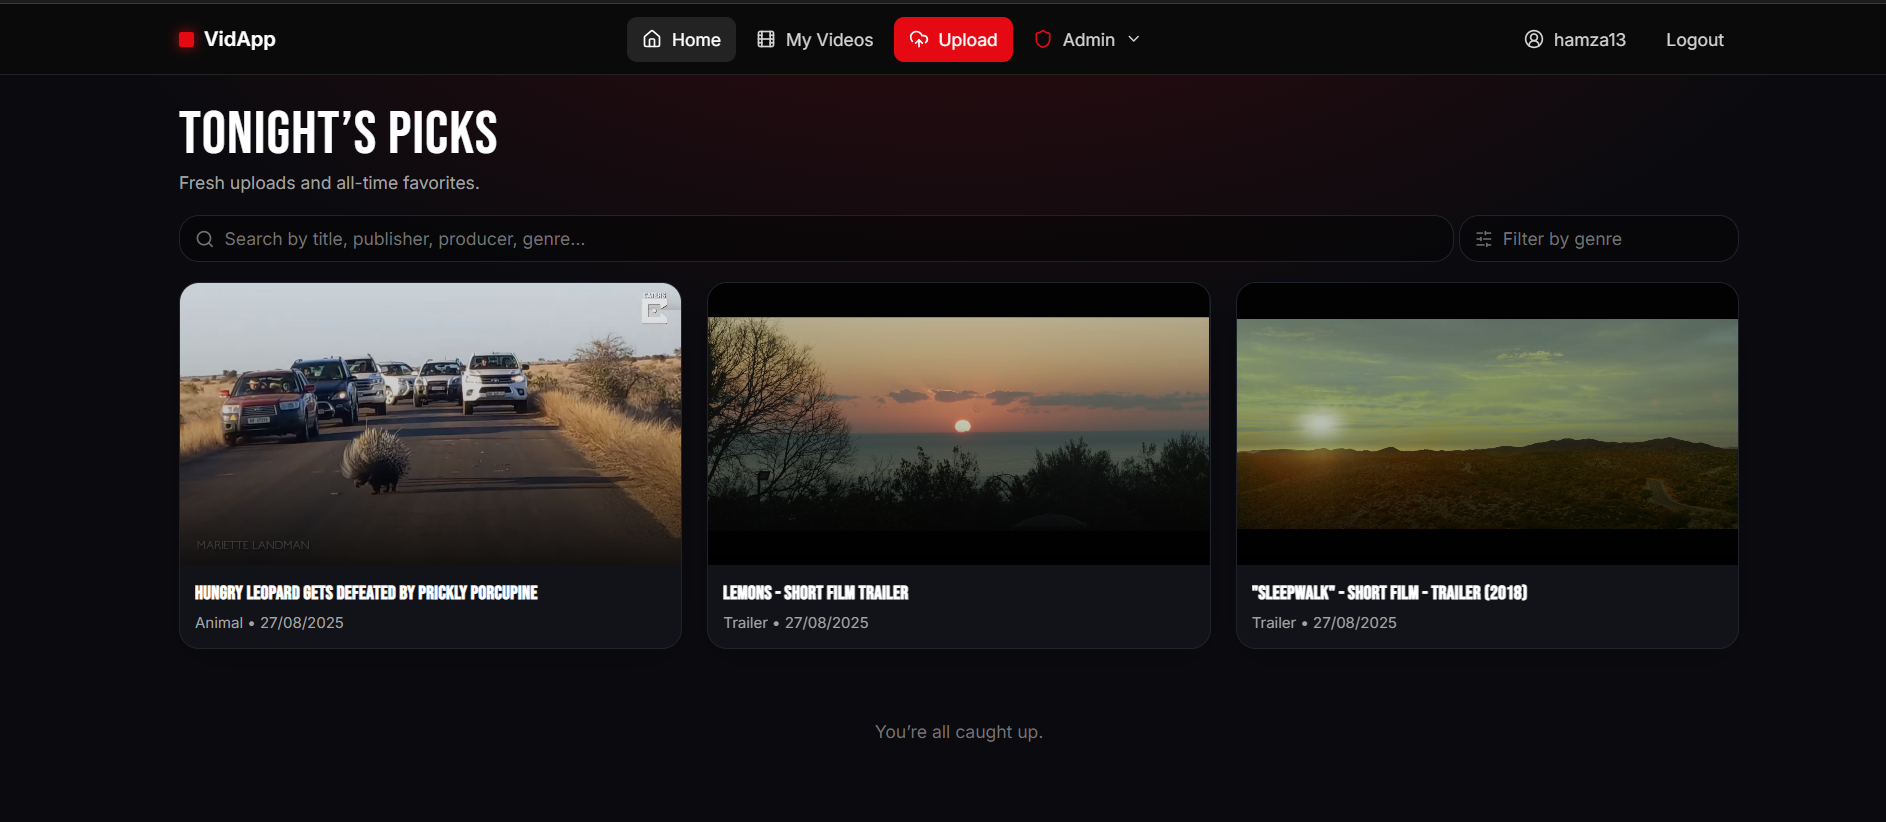 VidApp
Home
My Videos
Upload
Admin
hamza13
Logout
TONIGHT’S PICKS
Fresh uploads and all-time favorites.
Search by title, publisher, producer, genre...
Filter by genre
CATERS
MARIETTE LANDMAN
HUNGRY LEOPARD GETS DEFEATED BY PRICKLY PORCUPINE
Animal • 27/08/2025
LEMONS - SHORT FILM TRAILER
Trailer • 27/08/2025
"SLEEPWALK" - SHORT FILM - TRAILER (2018)
Trailer • 27/08/2025
You’re all caught up.